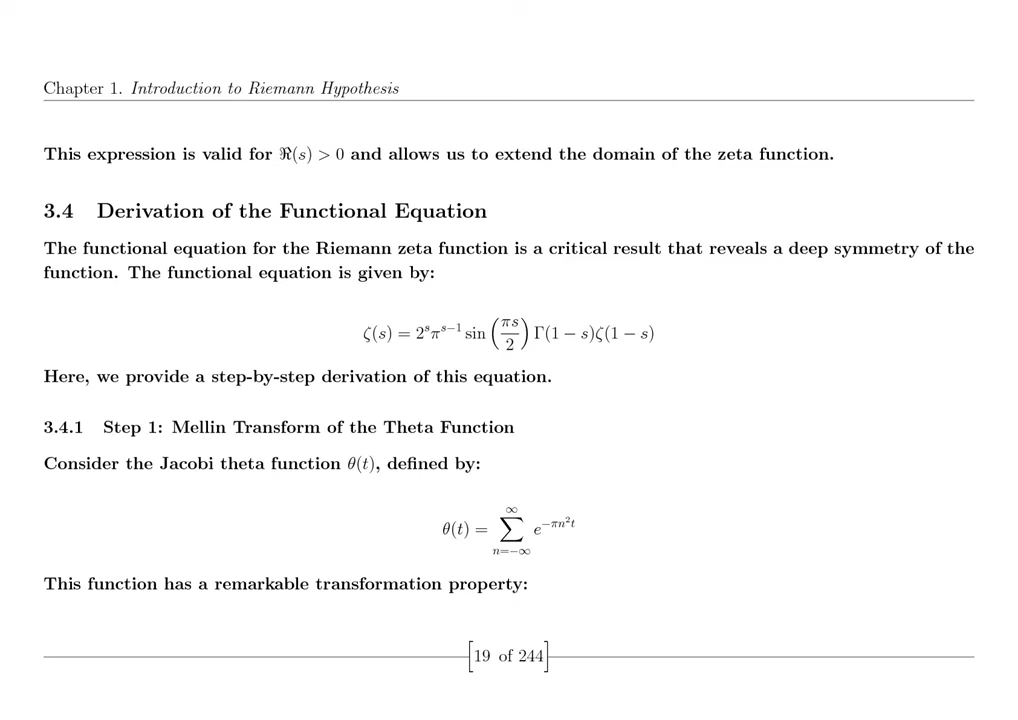 Chapter 1. Introduction to Riemann Hypothesis
This expression is valid for ℜ(s) > 0 and allows us to extend the domain of the zeta function.
3.4 Derivation of the Functional Equation
The functional equation for the Riemann zeta function is a critical result that reveals a deep symmetry of the
function. The functional equation is given by:
ζ(s) = 2^s π^{s−1} sin (πs/2) Γ(1 − s)ζ(1 − s)
Here, we provide a step-by-step derivation of this equation.
3.4.1 Step 1: Mellin Transform of the Theta Function
Consider the Jacobi theta function θ(t), defined by:
θ(t) = ∑_{n=−∞}^{∞} e^{−πn²t}
This function has a remarkable transformation property:
[19 of 244]